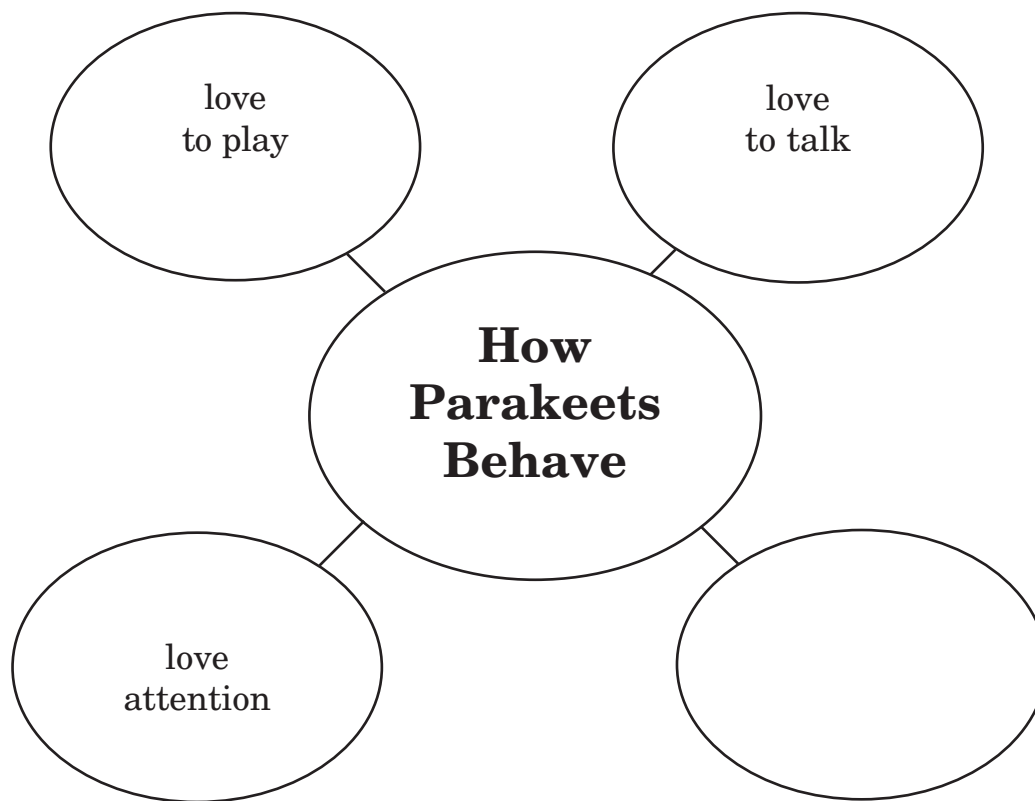 love
to play
love
to talk
How
Parakeets
Behave
love
attention